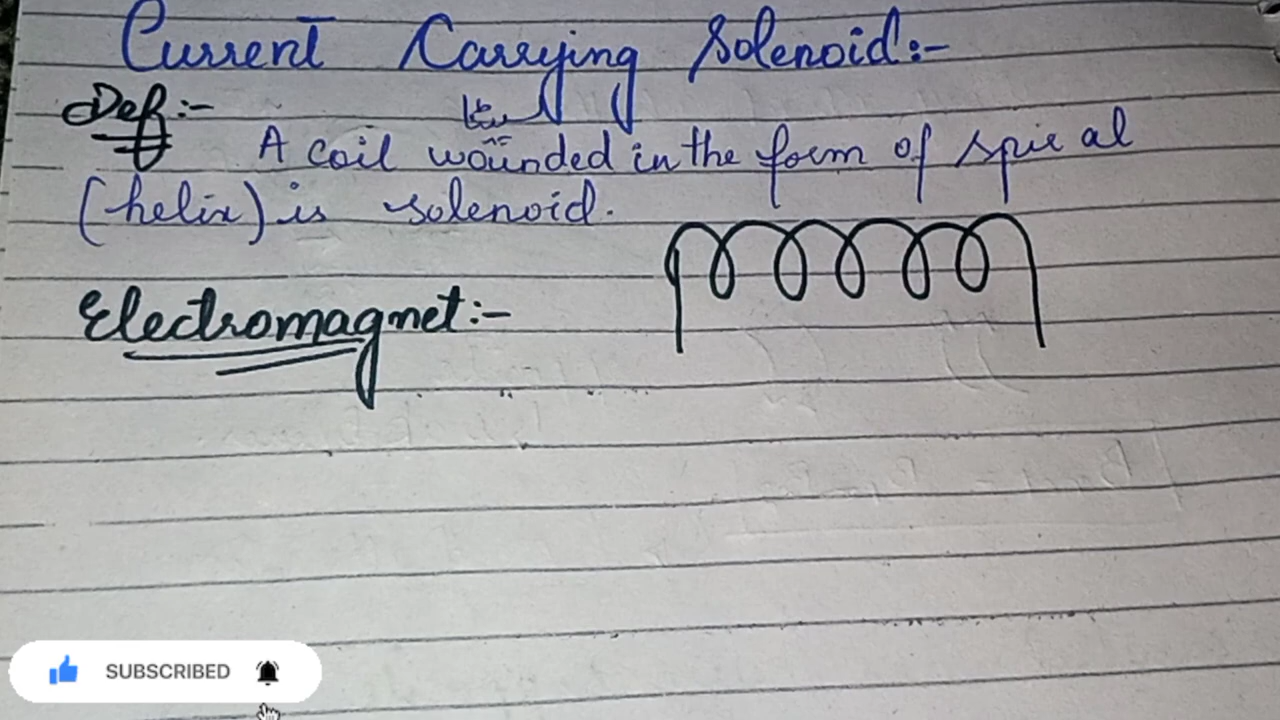 Current Carrying Solenoid:-
Def:-
A coil wounded in the form of spiral
(helix) is solenoid.
Electromagnet:-
SUBSCRIBED